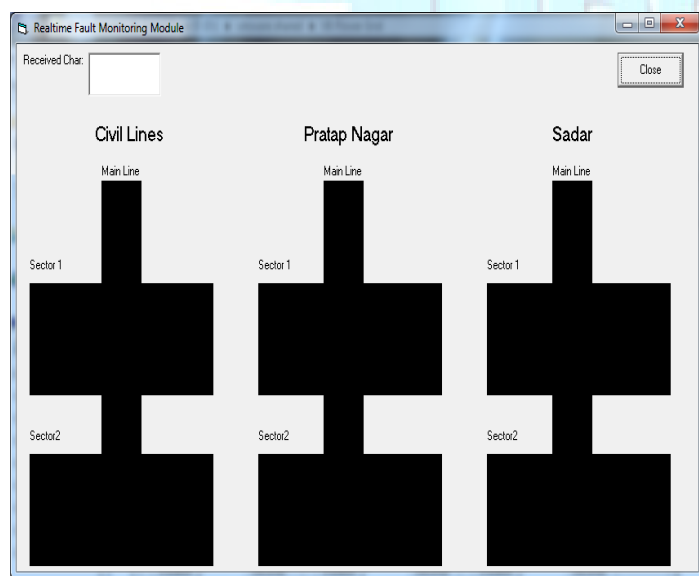 Realtime Fault Monitoring Module
Received Char:
Close
Civil Lines
Pratap Nagar
Sadar
Main Line
Main Line
Main Line
Sector 1
Sector 1
Sector 1
Sector2
Sector2
Sector2